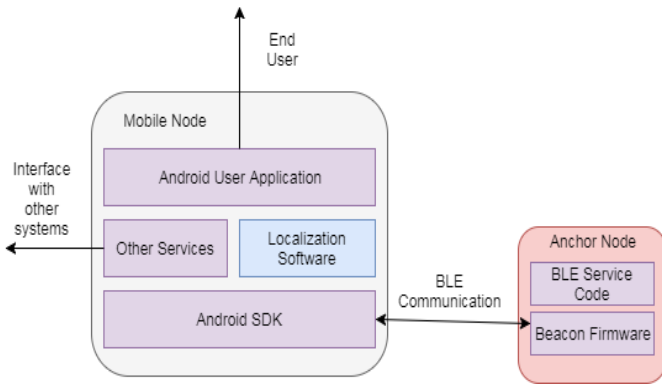 End
User
Mobile Node
Android User Application
Interface
with
other
systems
Other Services
Localization
Software
Android SDK
BLE
Communication
Anchor Node
BLE Service
Code
Beacon Firmware